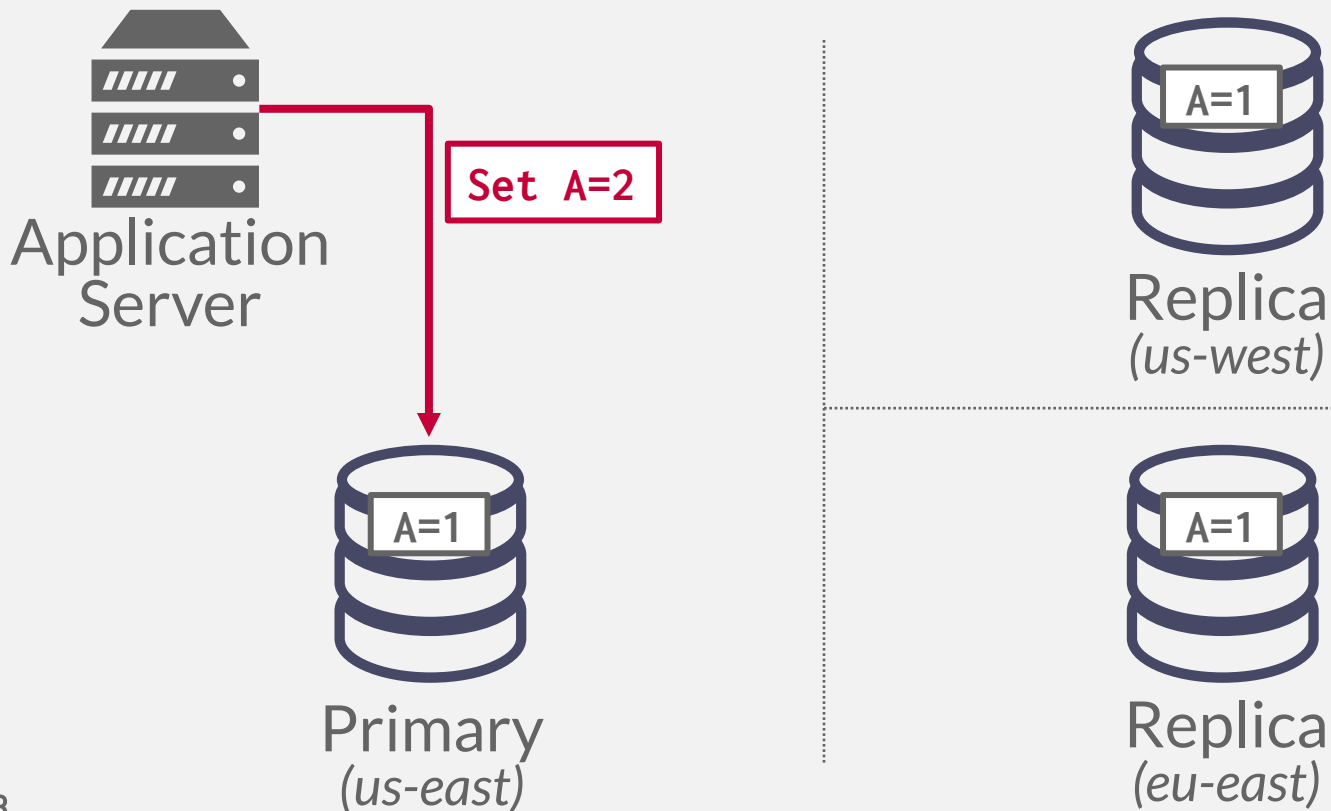 Application
Server
Set A=2
A=1
Primary
(us-east)
A=1
Replica
(us-west)
A=1
Replica
(eu-east)